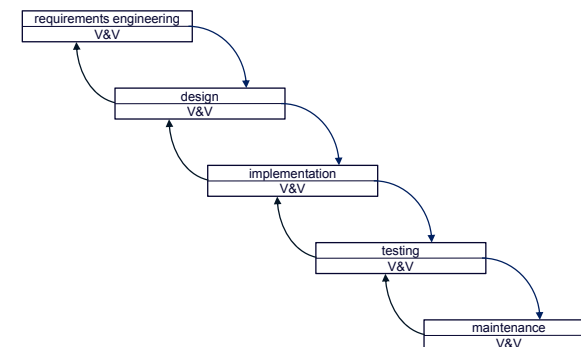 requirements engineering
V&V
design
V&V
implementation
V&V
testing
V&V
maintenance
V&V